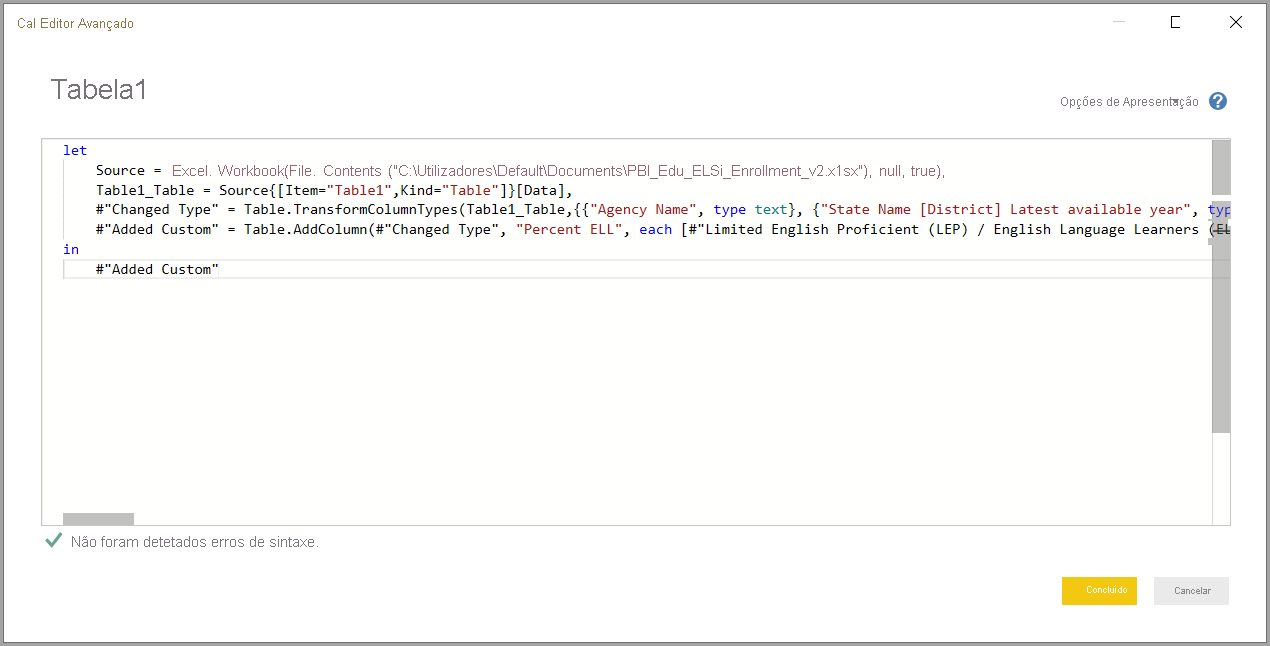 Cal Editor Avançado
Tabela1
Opções de Apresentação
let
Source = Excel. Workbook(File. Contents ("C:\Utilizadores\Default\Documents\PBI_Edu_ELSi_Enrollment_v2.x1sx"), null, true),
Table1_Table = Source{[Item="Table1",Kind="Table"]}[Data],
#"Changed Type" = Table.TransformColumnTypes(Table1_Table,{{"Agency Name", type text}, {"State Name [District] Latest available year", typ
#"Added Custom" = Table.AddColumn(#"Changed Type", "Percent ELL", each [#"Limited English Proficient (LEP) / English Language Learners (EL
in
#"Added Custom"
Não foram detetados erros de sintaxe.
Concluído
Cancelar